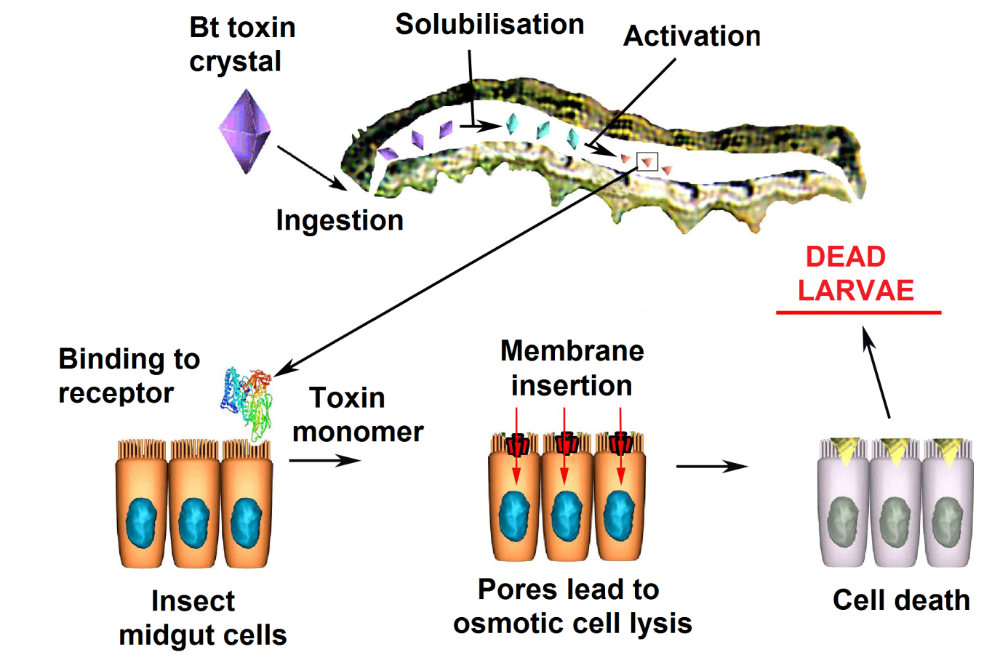 Bt toxin
crystal
Solubilisation
Activation
Ingestion
DEAD
LARVAE
Binding to
receptor
Toxin
monomer
Membrane
insertion
Insect
midgut cells
Pores lead to
osmotic cell lysis
Cell death